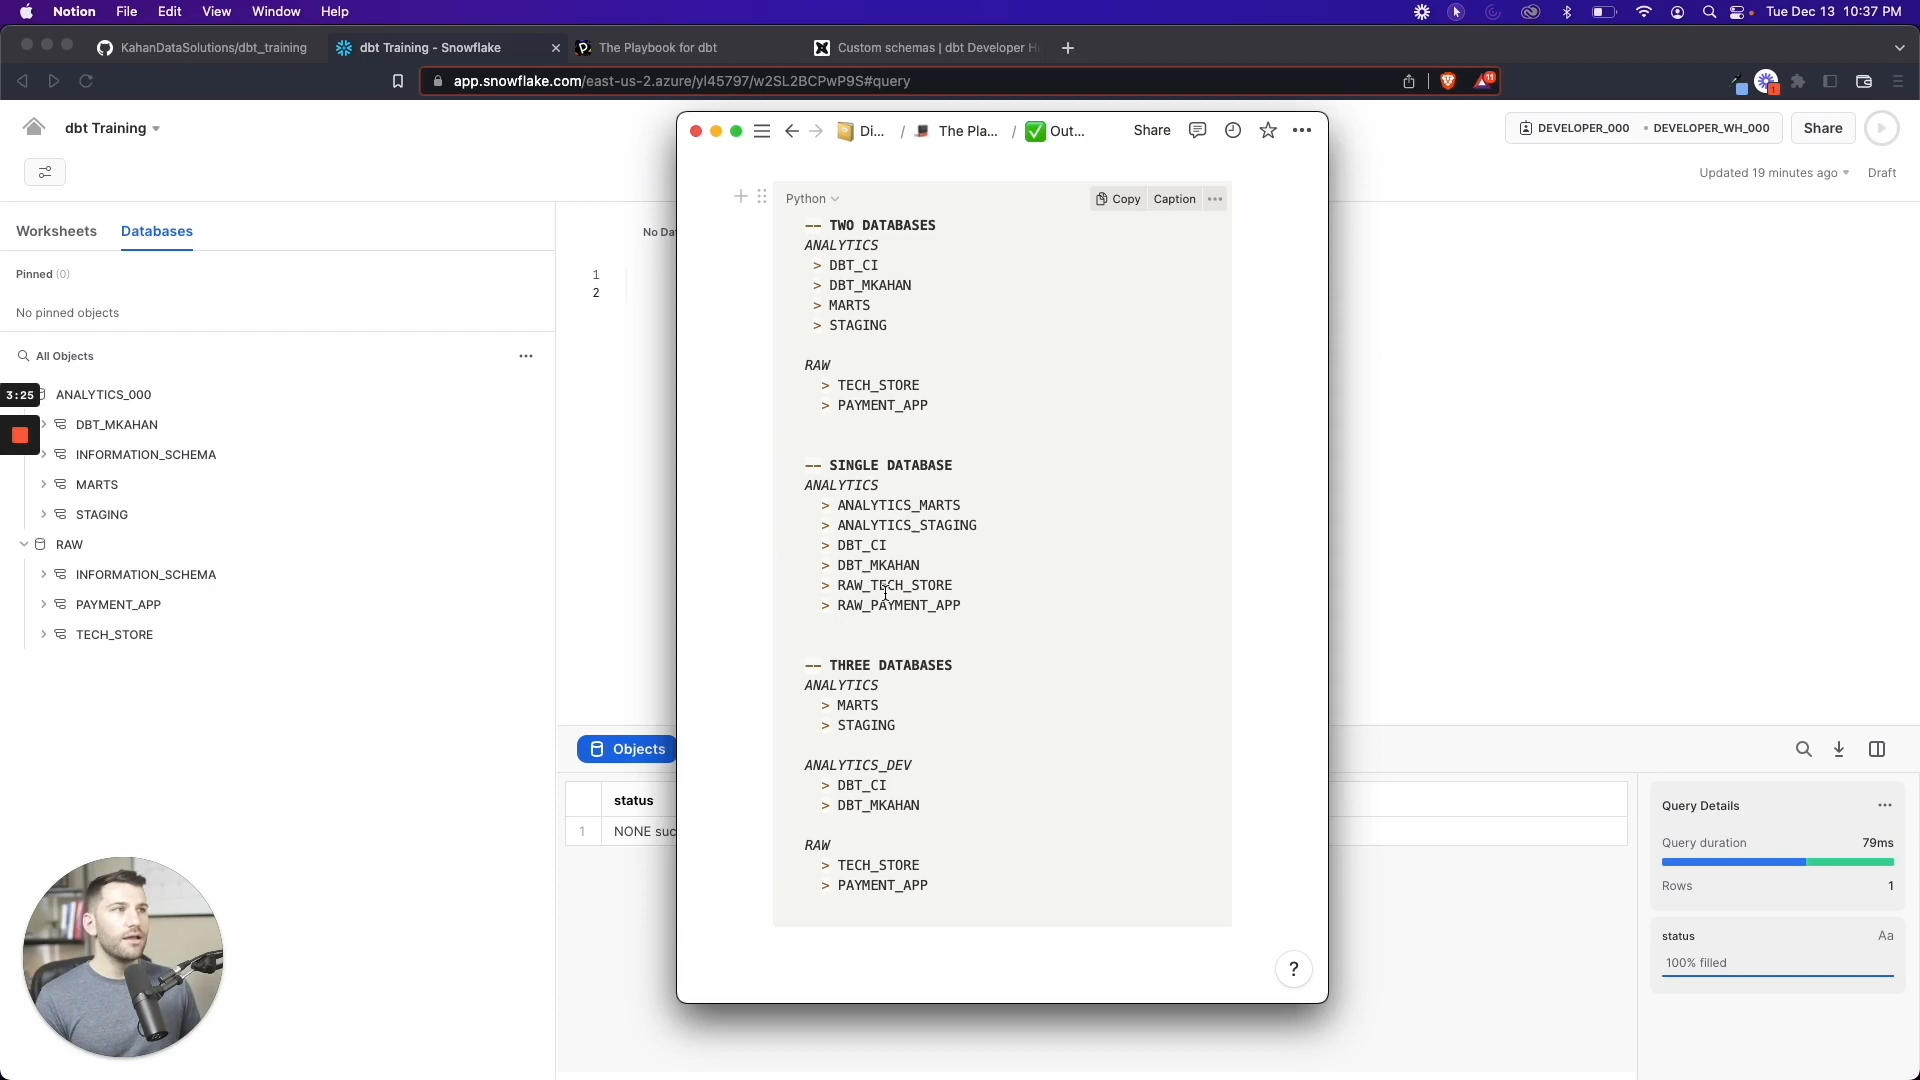 Notion File Edit View Window Help
Tue Dec 13 10:37 PM
KahanDataSolutions/dbt_training
dbt Training - Snowflake
The Playbook for dbt
Custom schemas | dbt Developer H
app.snowflake.com/east-us-2.azure/yl45797/w2SL2BCPwP9S#query
11
1
dbt Training
DEVELOPER_000 • DEVELOPER_WH_000
Share
Updated 19 minutes ago
Draft
Worksheets
Databases
Pinned (0)
No pinned objects
All Objects
3:25
ANALYTICS_000
DBT_MKAHAN
INFORMATION_SCHEMA
MARTS
STAGING
RAW
INFORMATION_SCHEMA
PAYMENT_APP
TECH_STORE
1
2
Di... / The Pla... / Out...
Share
Python
Copy
Caption
-- TWO DATABASES
ANALYTICS
> DBT_CI
> DBT_MKAHAN
> MARTS
> STAGING
RAW
> TECH_STORE
> PAYMENT_APP
-- SINGLE DATABASE
ANALYTICS
> ANALYTICS_MARTS
> ANALYTICS_STAGING
> DBT_CI
> DBT_MKAHAN
> RAW_TECH_STORE
> RAW_PAYMENT_APP
-- THREE DATABASES
ANALYTICS
> MARTS
> STAGING
ANALYTICS_DEV
> DBT_CI
> DBT_MKAHAN
RAW
> TECH_STORE
> PAYMENT_APP
?
Objects
status
1 NONE
Query Details
Query duration 79ms
Rows 1
status Aa
100% filled